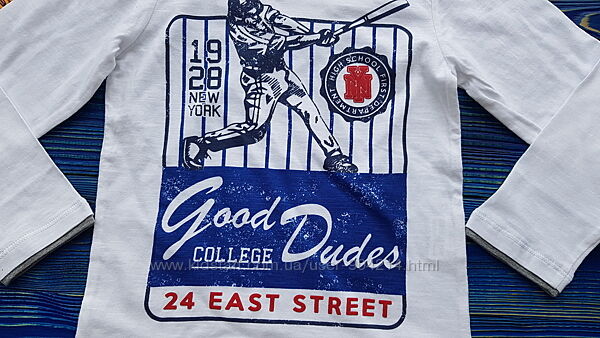 19
28
NEW
YORK
HIGH SCHOOL FIRST DEPARTMENT
Good
COLLEGE Dudes
24 EAST STREET